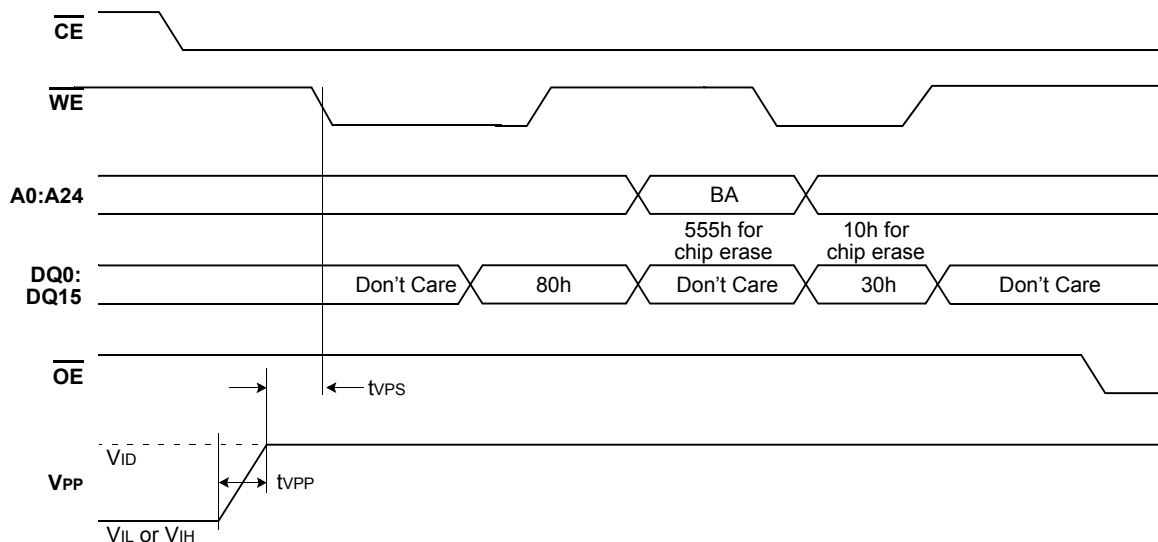 CE
WE
A0:A24
BA
555h for
chip erase
10h for
chip erase
DQ0:
DQ15
Don't Care
80h
Don't Care
30h
Don't Care
OE
tVPS
VID
VPP
tVPP
VIL or VIH